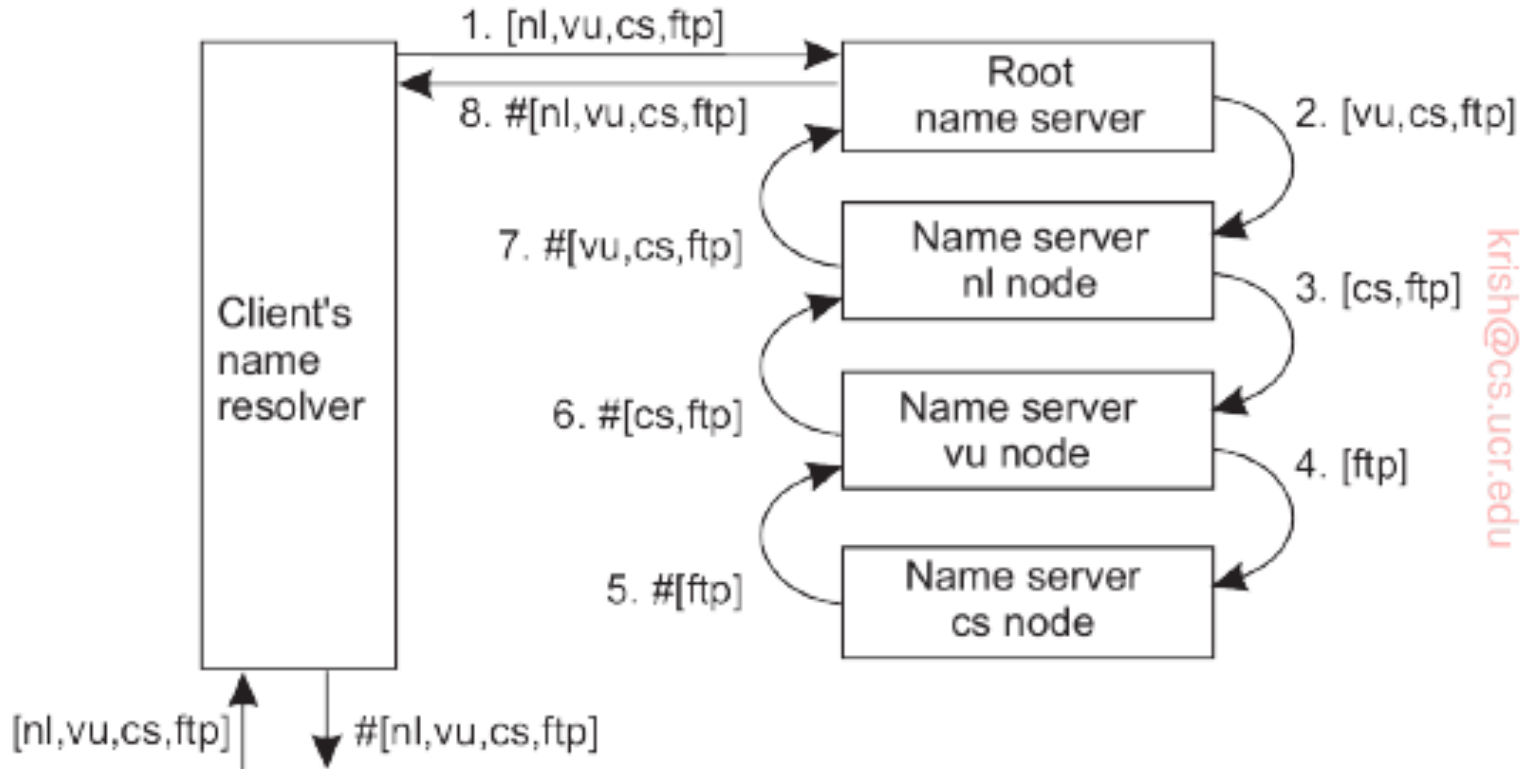 1. [nl,vu,cs,ftp]
Root
name server
8. #[nl,vu,cs,ftp]
2. [vu,cs,ftp]
Name server
nl node
7. #[vu,cs,ftp]
3. [cs,ftp]
Client's
name
resolver
Name server
vu node
6. #[cs,ftp]
4. [ftp]
Name server
cs node
5. #[ftp]
[nl,vu,cs,ftp]
#[nl,vu,cs,ftp]
krish@cs.ucr.edu